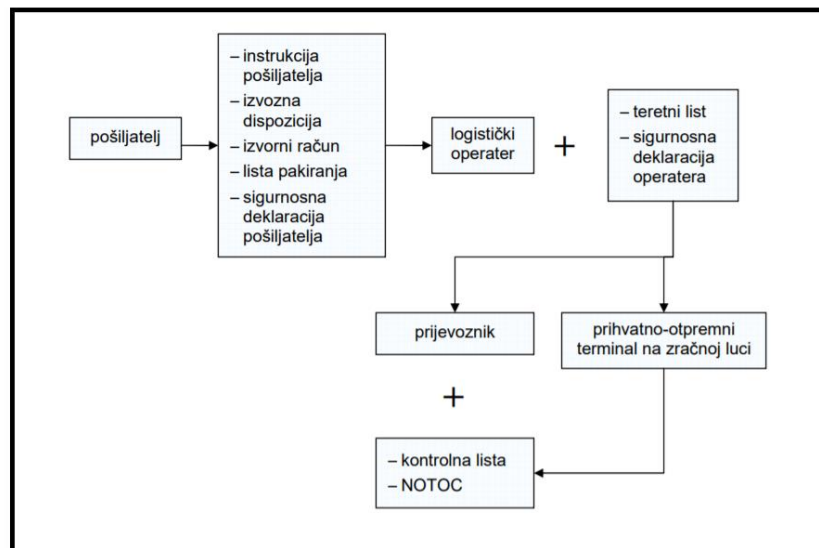 pošiljatelj
– instrukcija
pošiljatelja
– izvozna
dispozicija
– izvorni račun
– lista pakiranja
– sigurnosna
deklaracija
pošiljatelja
logistički
operater
+
– teretni list
– sigurnosna
deklaracija
operatera
prijevoznik
prihvatno-otpremni
terminal na zračnoj luci
+
– kontrolna lista
– NOTOC